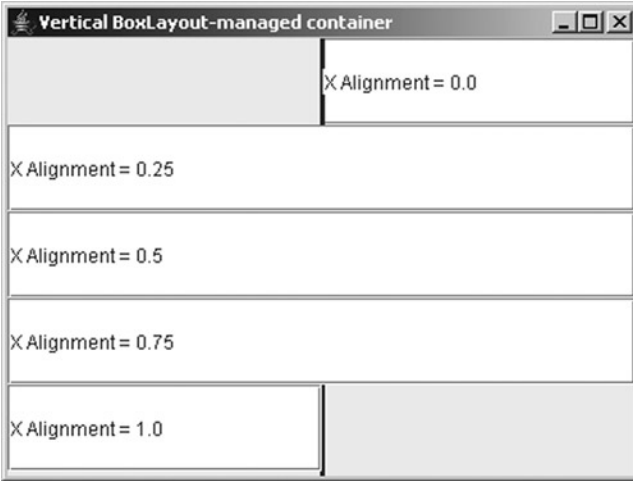 Vertical BoxLayout-managed container
X Alignment = 0.0
X Alignment = 0.25
X Alignment = 0.5
X Alignment = 0.75
X Alignment = 1.0